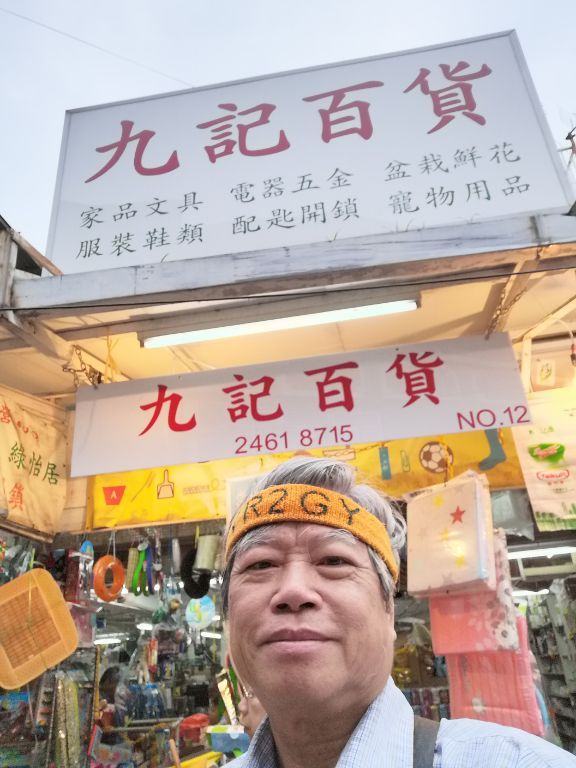 九記百貨
家品文具 電器五金 盆栽鮮花
服裝鞋類 配匙開鎖 寵物用品
九記百貨
2461 8715
NO.12
綠怡居
鎖
R2GY